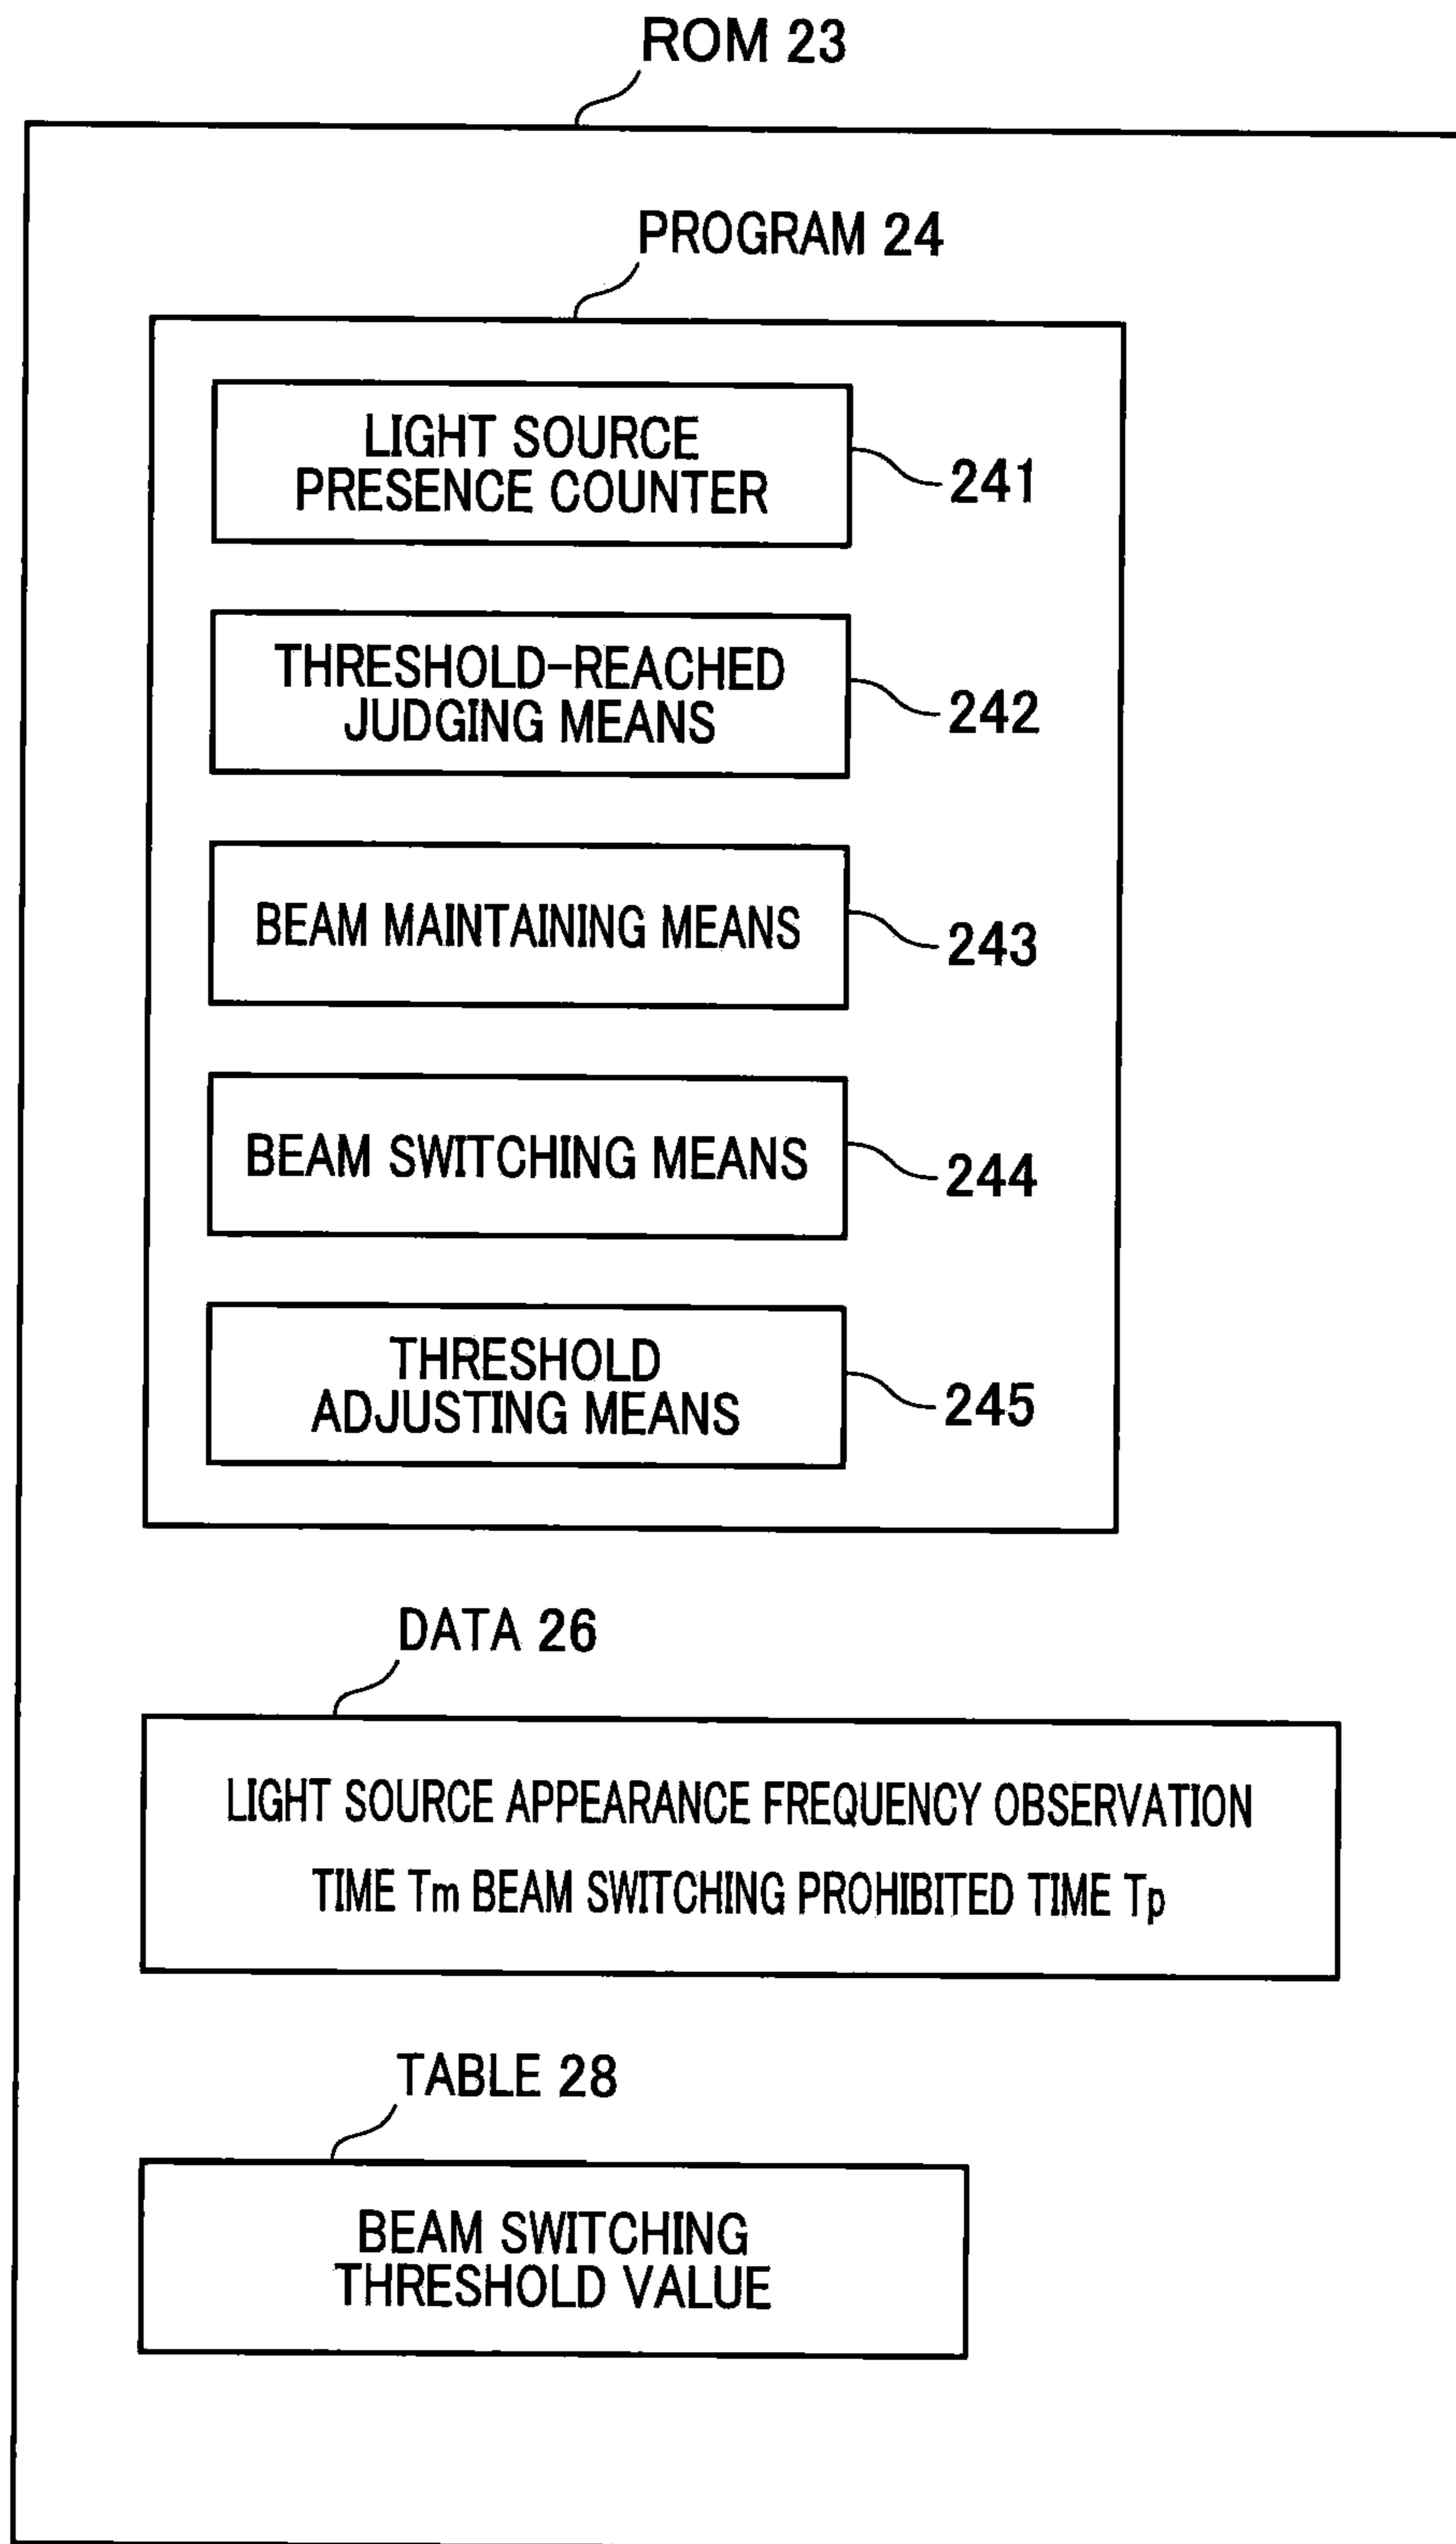 ROM 23
PROGRAM 24
LIGHT SOURCE
PRESENCE COUNTER
241
THRESHOLD-REACHED
JUDGING MEANS
242
BEAM MAINTAINING MEANS
243
BEAM SWITCHING MEANS
244
THRESHOLD
ADJUSTING MEANS
245
DATA 26
LIGHT SOURCE APPEARANCE FREQUENCY OBSERVATION
TIME Tm BEAM SWITCHING PROHIBITED TIME Tp
TABLE 28
BEAM SWITCHING
THRESHOLD VALUE